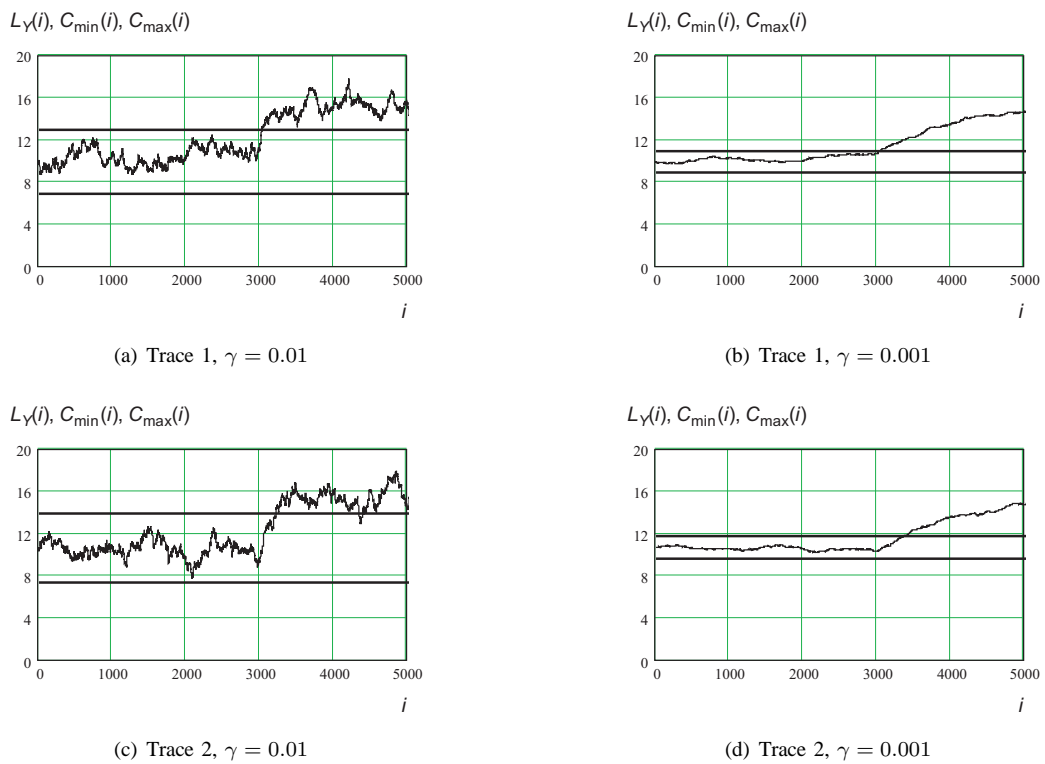 L_Y(i), C_min(i), C_max(i)
20
16
12
8
4
0
0 1000 2000 3000 4000 5000
i
(a) Trace 1, γ = 0.01
L_Y(i), C_min(i), C_max(i)
20
16
12
8
4
0
0 1000 2000 3000 4000 5000
i
(b) Trace 1, γ = 0.001
L_Y(i), C_min(i), C_max(i)
20
16
12
8
4
0
0 1000 2000 3000 4000 5000
i
(c) Trace 2, γ = 0.01
L_Y(i), C_min(i), C_max(i)
20
16
12
8
4
0
0 1000 2000 3000 4000 5000
i
(d) Trace 2, γ = 0.001